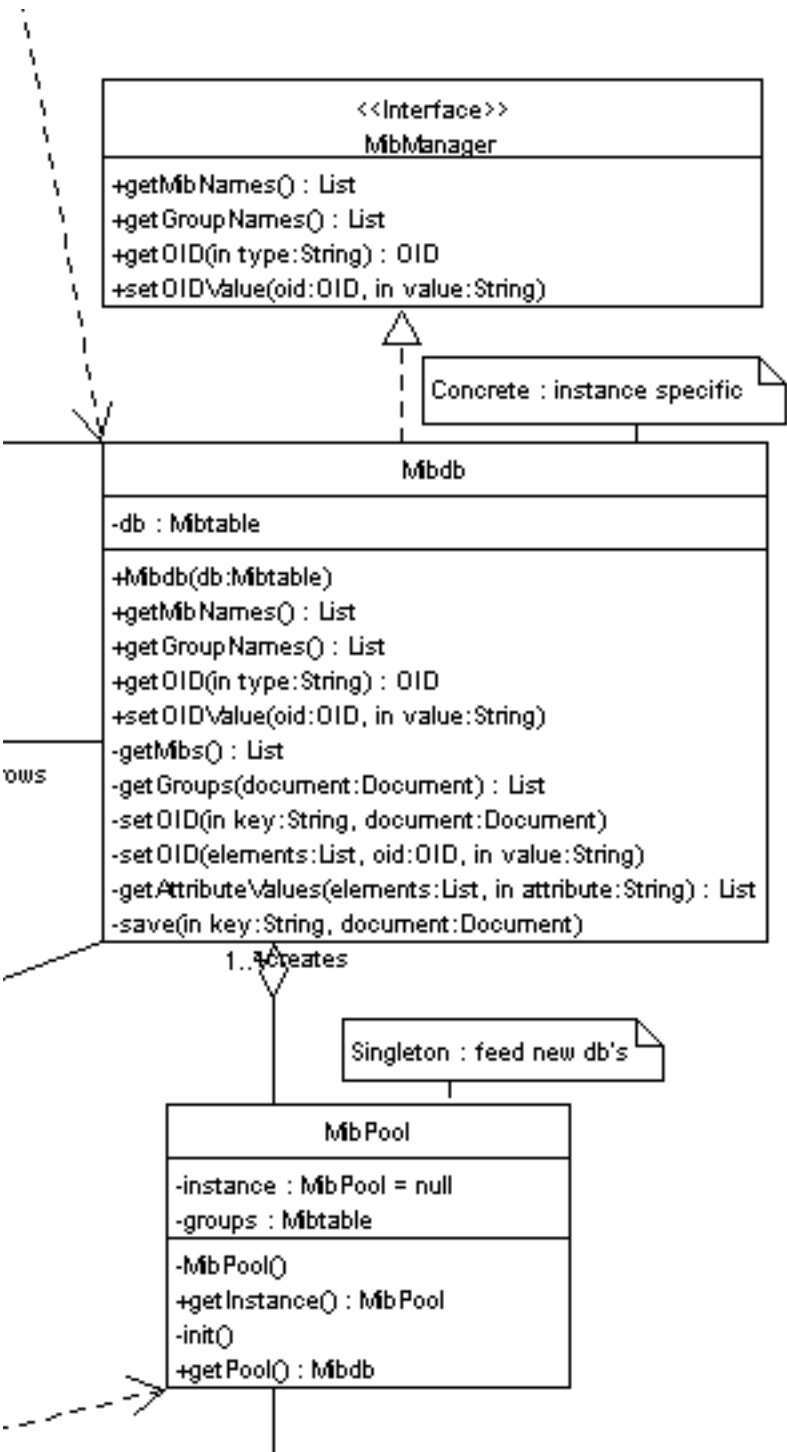 <<Interface>>
MibManager
+getMibNames() : List
+getGroupNames() : List
+getOID(in type:String) : OID
+setOIDValue(oid:OID, in value:String)
Concrete : instance specific
Mibdb
-db : Mibtable
+Mibdb(db:Mibtable)
+getMibNames() : List
+getGroupNames() : List
+getOID(in type:String) : OID
+setOIDValue(oid:OID, in value:String)
-getMibs() : List
-getGroups(document:Document) : List
-setOID(in key:String, document:Document)
-setOID(elements:List, oid:OID, in value:String)
-getAttributeValues(elements:List, in attribute:String) : List
-save(in key:String, document:Document)
rows
creates
Singleton : feed new db's
MibPool
-instance : MibPool = null
-groups : Mibtable
-MibPool()
+getInstance() : MibPool
-init()
+getPool() : Mibdb